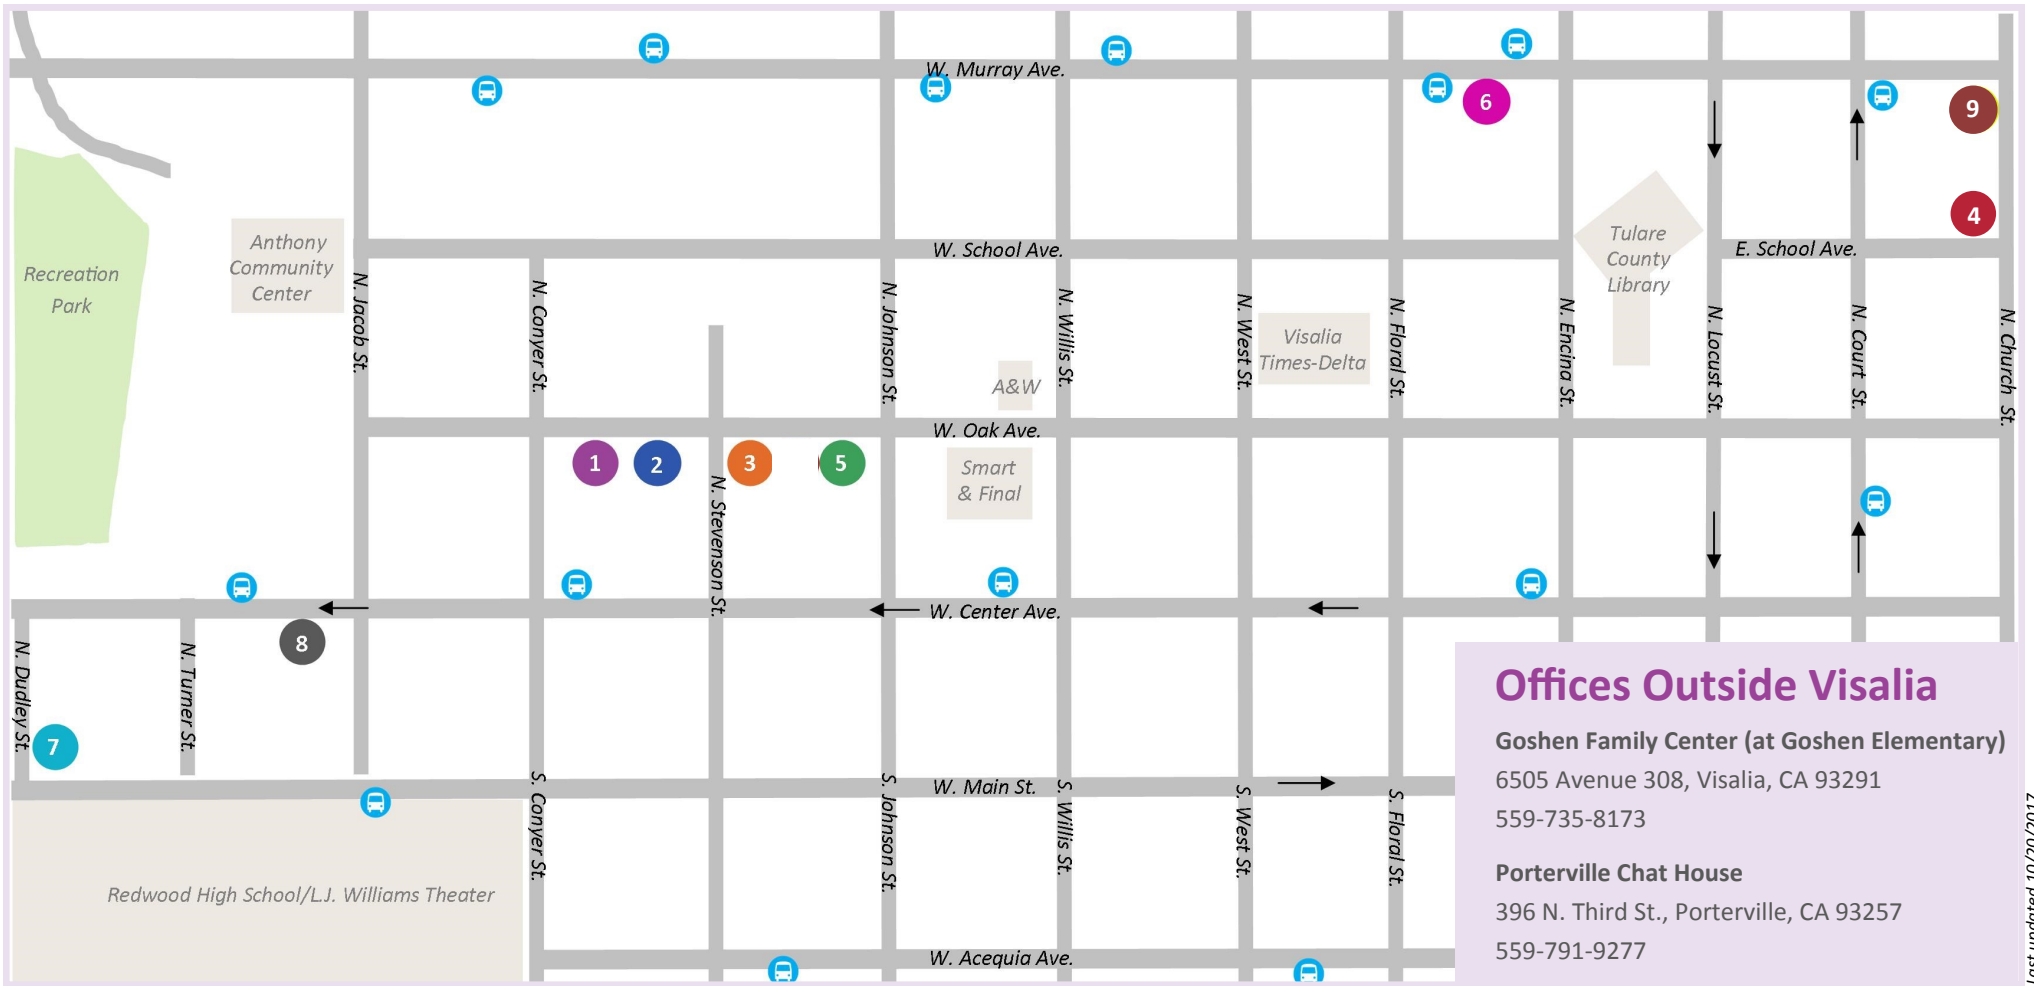 W. Murray Ave.
6
9
4
Anthony
Community
Center
Recreation
Park
W. School Ave.
E. School Ave.
Tulare
County
Library
N. Jacob St.
N. Conyer St.
N. Johnson St.
N. Willis St.
N. West St.
Visalia
Times-Delta
N. Floral St.
N. Encina St.
N. Locust St.
N. Court St.
N. Church St.
A&W
W. Oak Ave.
1
2
3
5
Smart
& Final
N. Stevenson St.
W. Center Ave.
8
N. Dudley St.
N. Turner St.
7
W. Main St.
S. Conyer St.
S. Johnson St.
S. Willis St.
S. West St.
S. Floral St.
Redwood High School/L.J. Williams Theater
W. Acequia Ave.
Offices Outside Visalia
Goshen Family Center (at Goshen Elementary)
6505 Avenue 308, Visalia, CA 93291
559-735-8173
Porterville Chat House
396 N. Third St., Porterville, CA 93257
559-791-9277
Last updated 10/20/2017